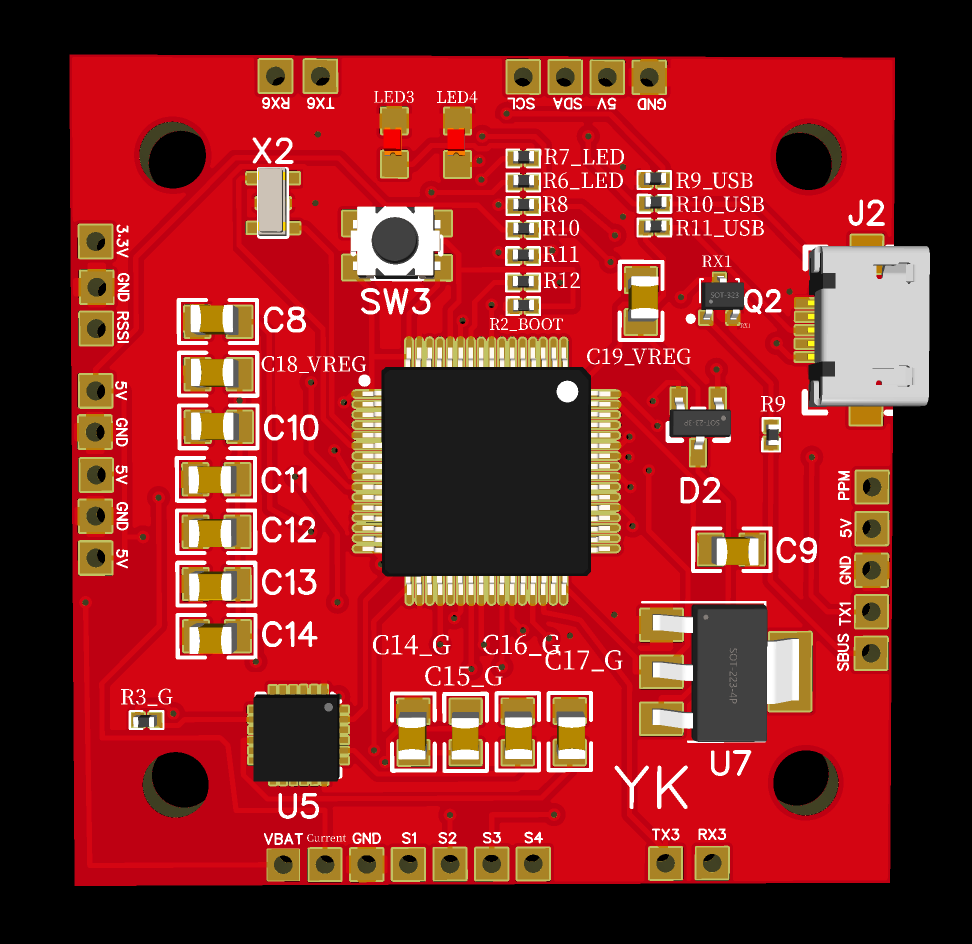 RX6
TX6
SCL
SDA
5V
GND
LED3
LED4
X2
R7_LED
R6_LED
R8
R10
R11
R12
R2_BOOT
R9_USB
R10_USB
R11_USB
J2
3.3V
GND
RSSI
SW3
RX1
SOT-323
Q2
C8
C18_VREG
C19_VREG
C10
C11
C12
C13
C14
5V
GND
5V
GND
5V
R9
D2
C9
PPM
5V
GND
TX1
SBUS
C14_G
C15_G
C16_G
C17_G
SOT-223-4P
R3_G
U5
U7
YK
VBAT
Current
GND
S1
S2
S3
S4
TX3
RX3